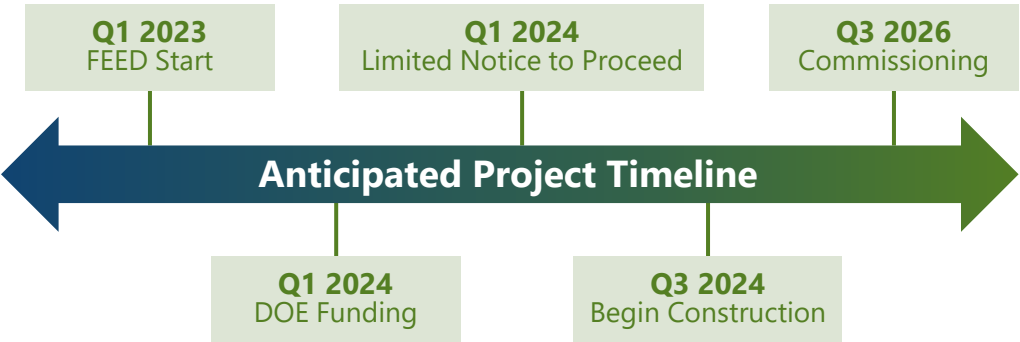 Q1 2023
FEED Start
Q1 2024
Limited Notice to Proceed
Q3 2026
Commissioning
Anticipated Project Timeline
Q1 2024
DOE Funding
Q3 2024
Begin Construction